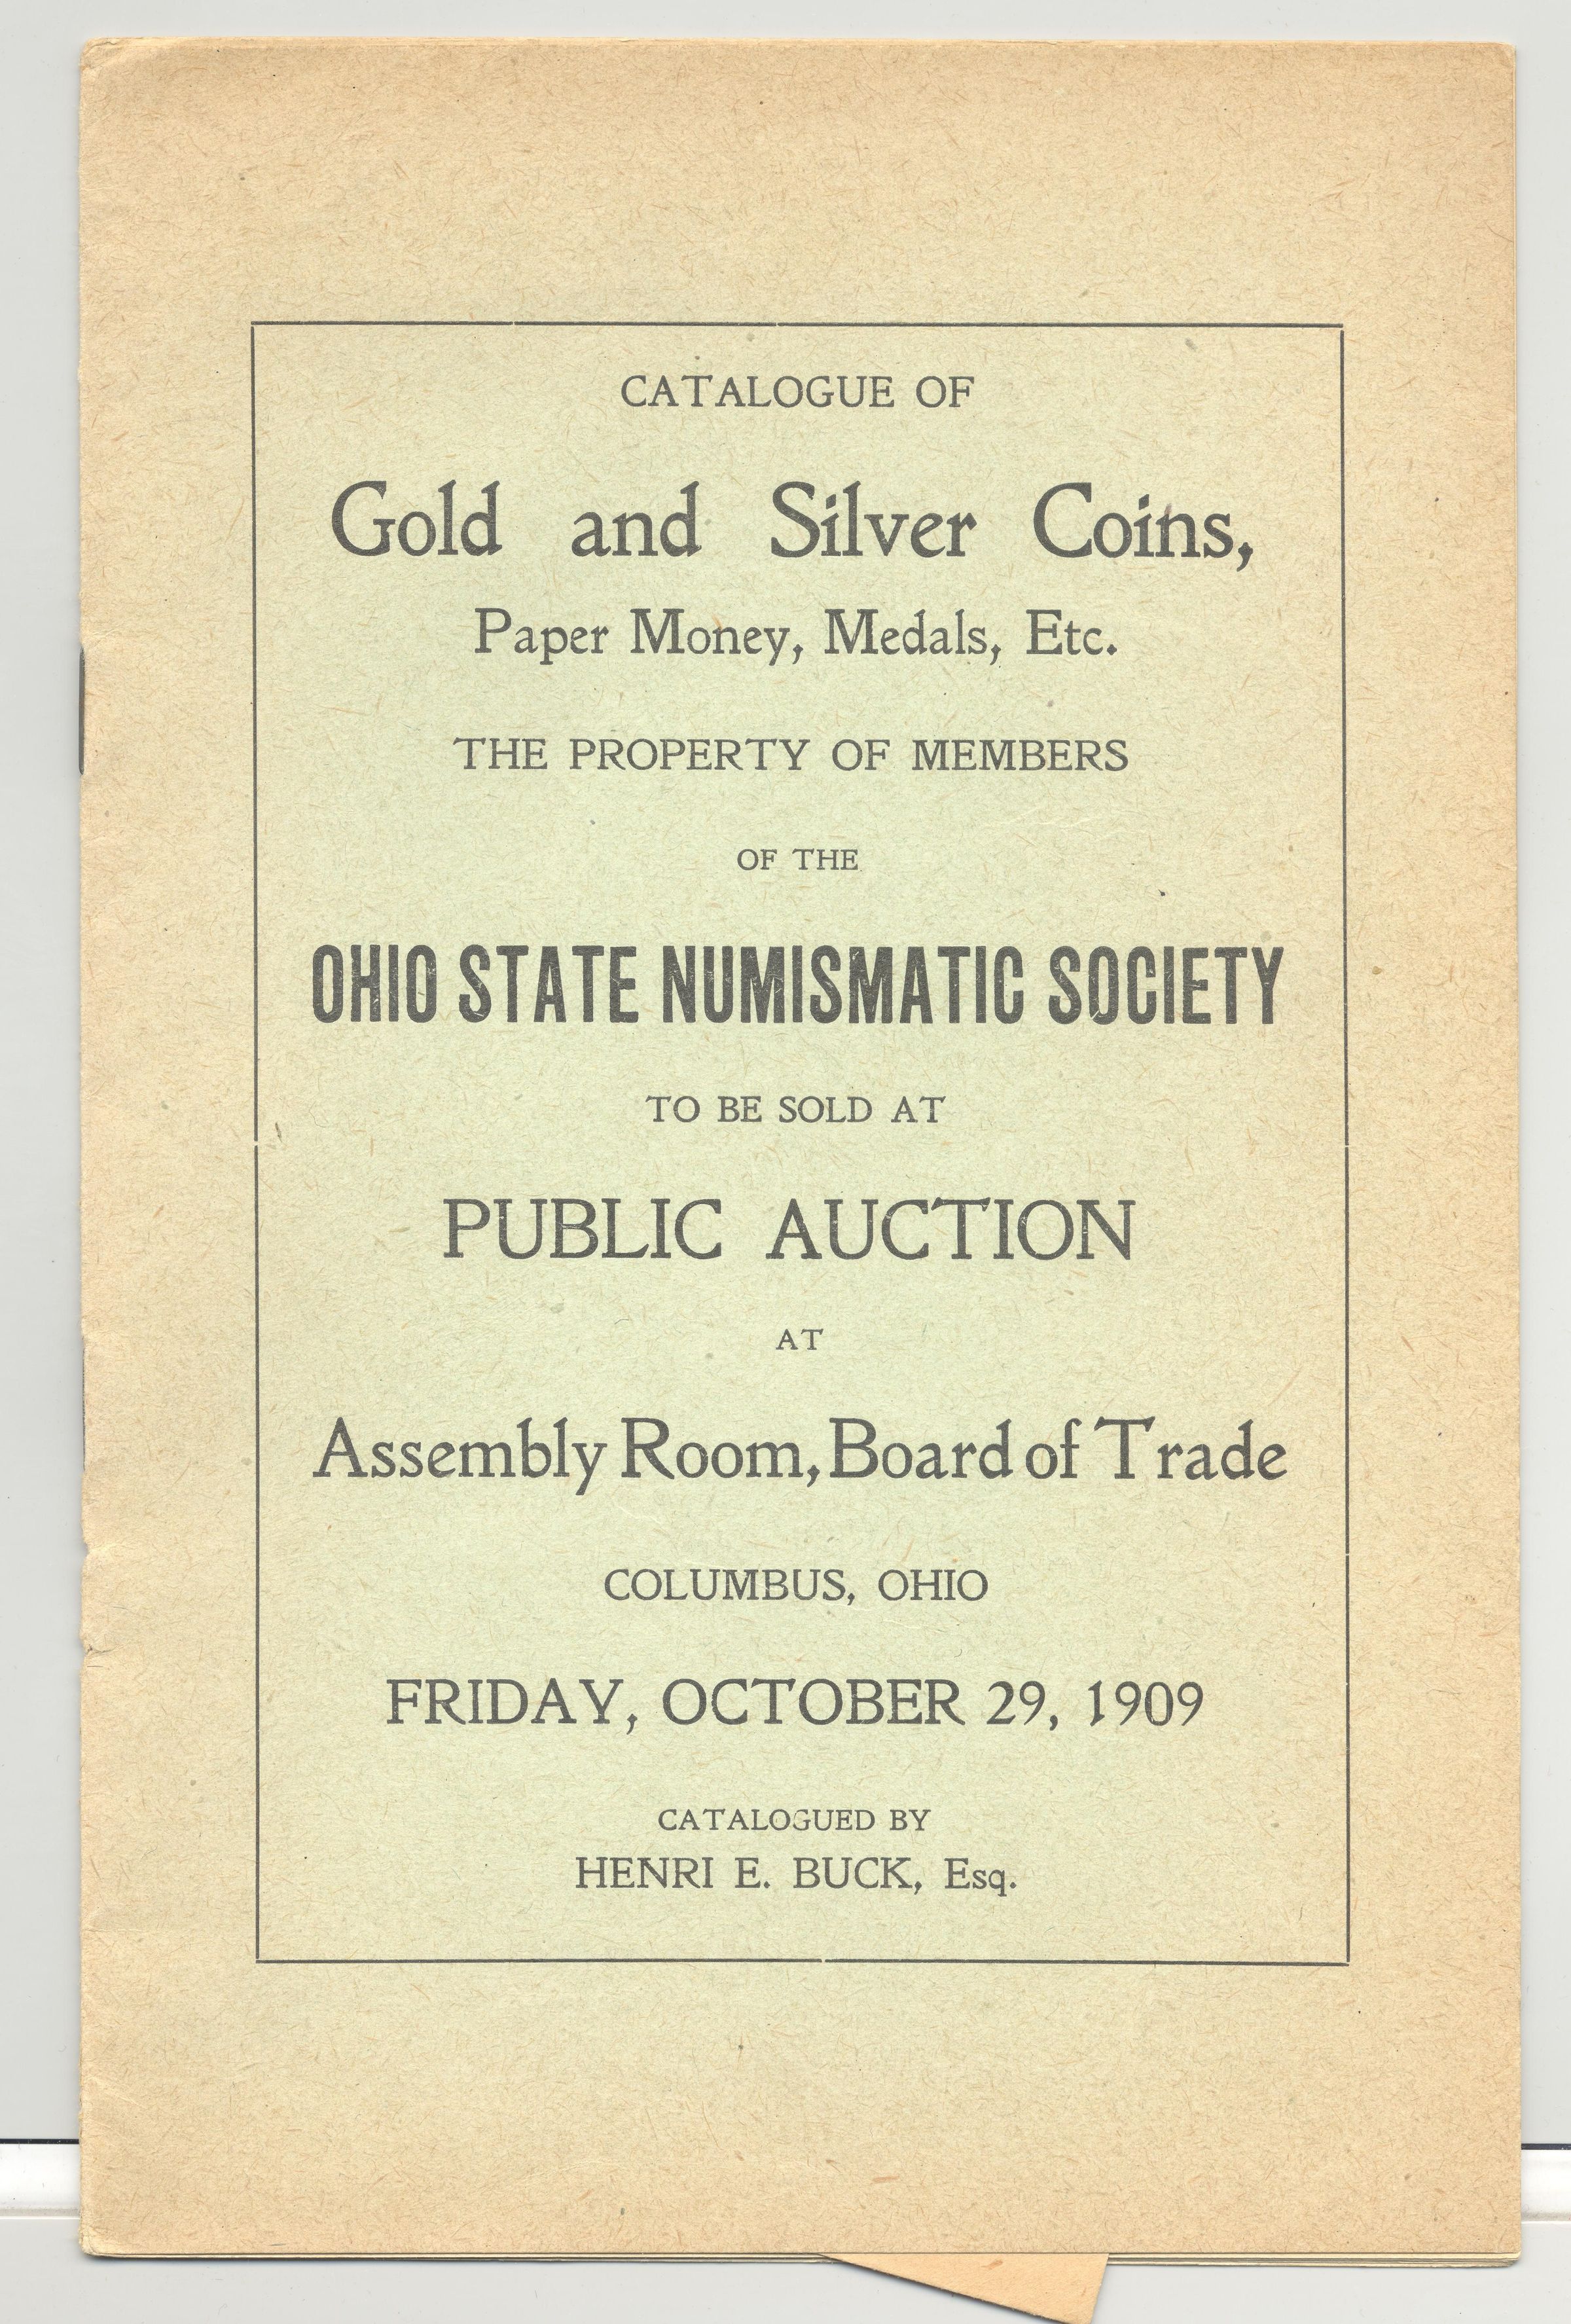 CATALOGUE OF
Gold and Silver Coins,
Paper Money, Medals, Etc.
THE PROPERTY OF MEMBERS
OF THE
OHIO STATE NUMISMATIC SOCIETY
TO BE SOLD AT
PUBLIC AUCTION
AT
Assembly Room, Board of Trade
COLUMBUS, OHIO
FRIDAY, OCTOBER 29, 1909
CATALOGUED BY
HENRI E. BUCK, Esq.